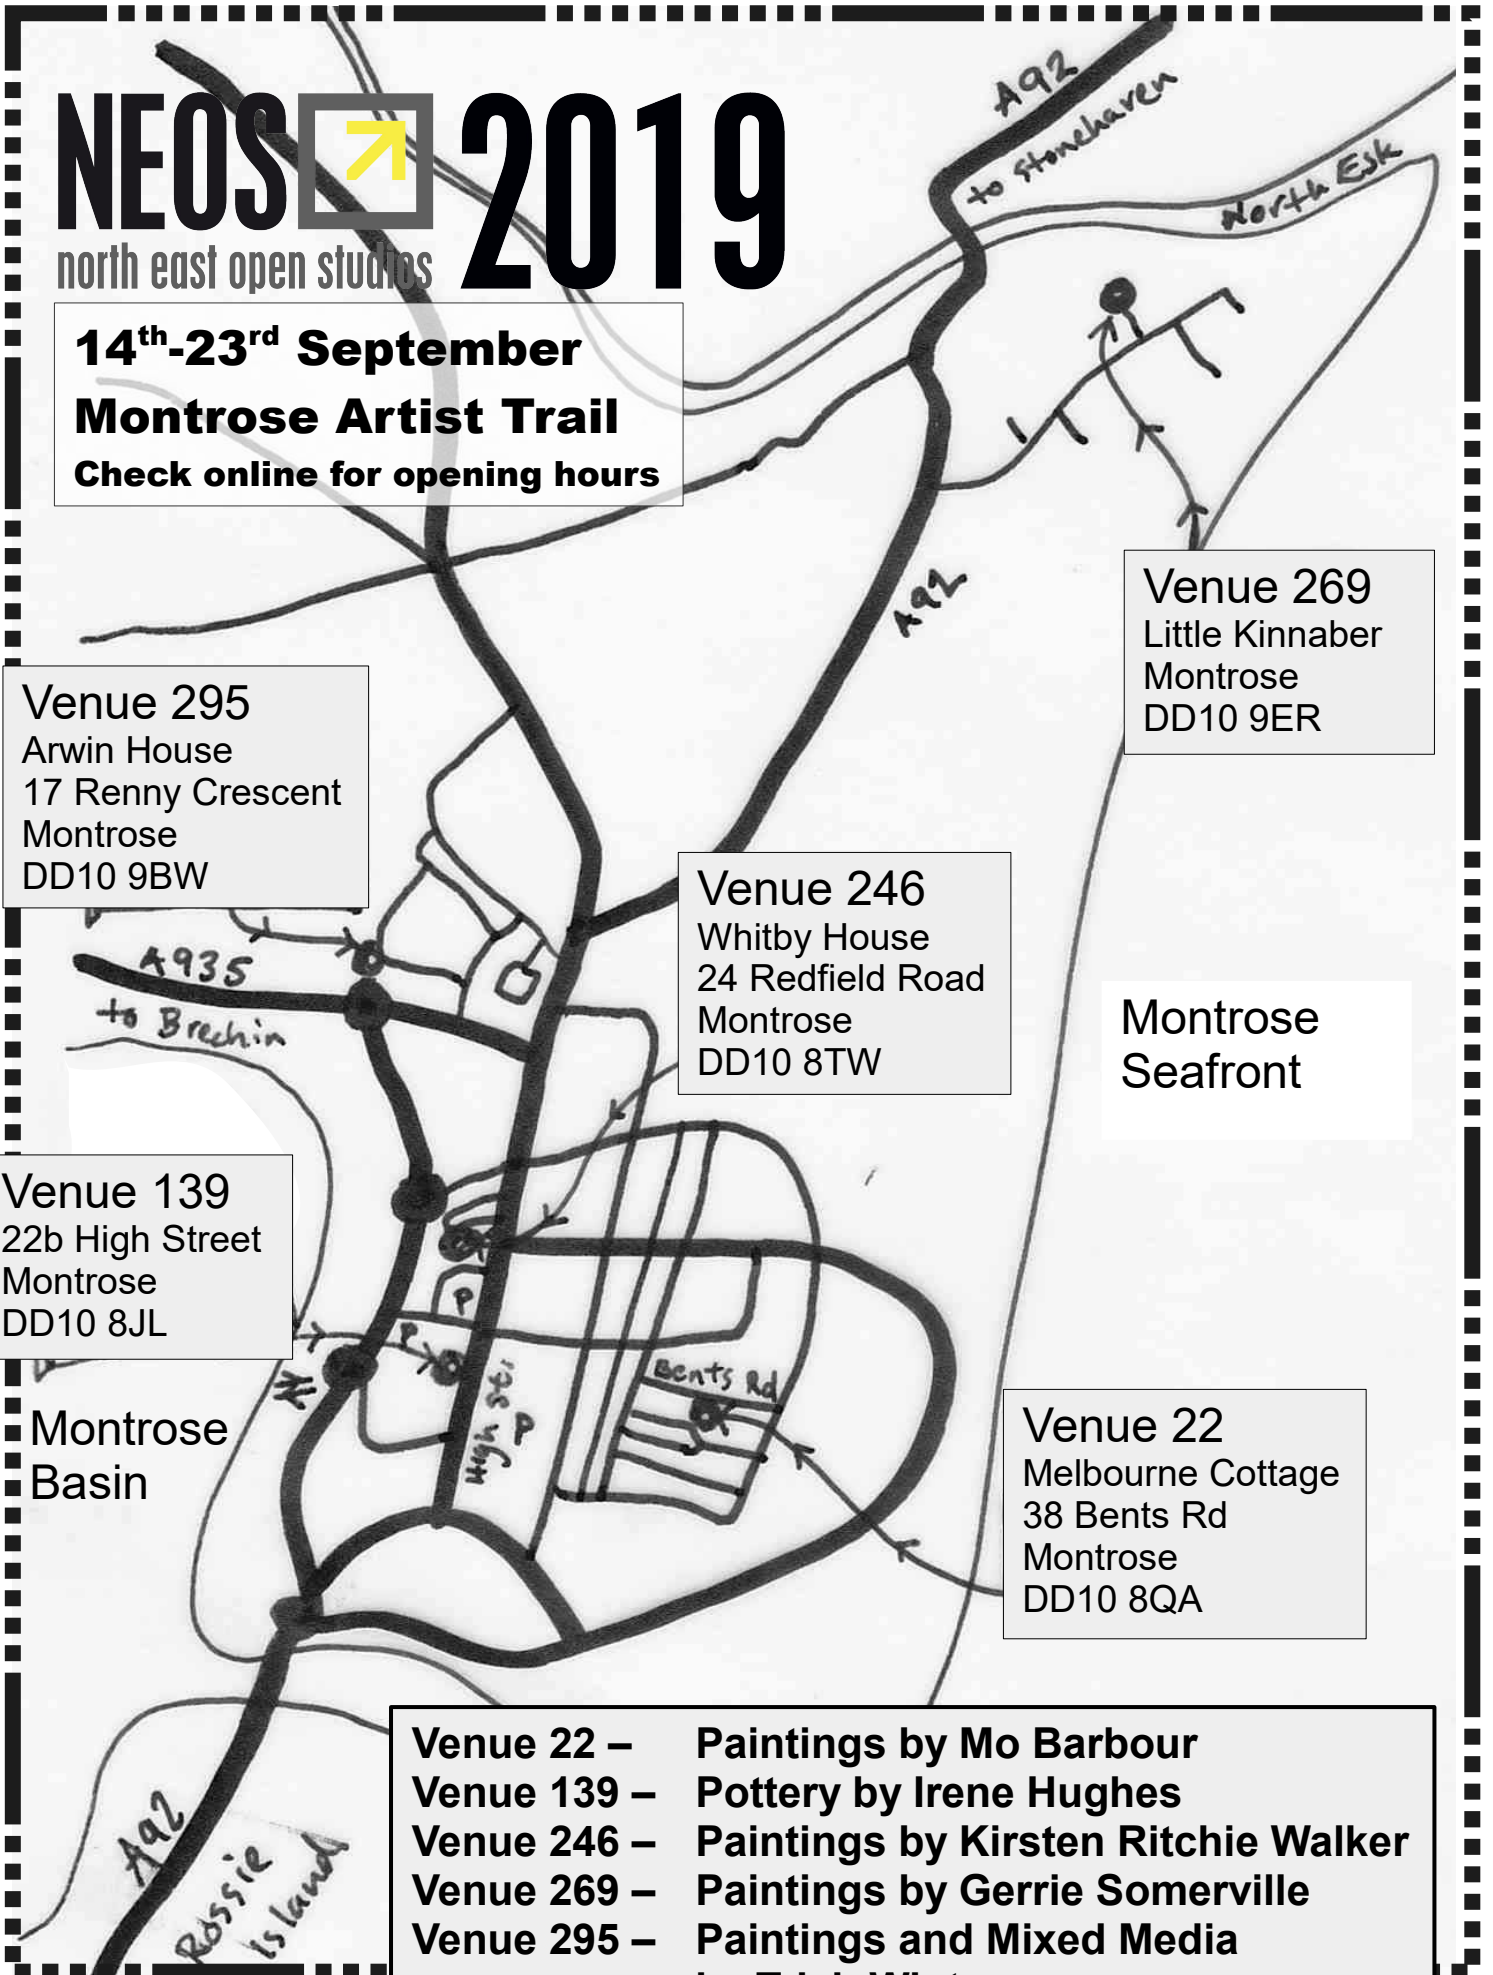 NEOS 2019
north east open studios
14th-23rd September
Montrose Artist Trail
Check online for opening hours
A92
to Stonehaven
North Esk
A92
Venue 269
Little Kinnaber
Montrose
DD10 9ER
Venue 295
Arwin House
17 Renny Crescent
Montrose
DD10 9BW
Venue 246
Whitby House
24 Redfield Road
Montrose
DD10 8TW
A935
to Brechin
Montrose
Seafront
Venue 139
22b High Street
Montrose
DD10 8JL
P
P
High St.
P
Bents Rd
Montrose
Basin
Venue 22
Melbourne Cottage
38 Bents Rd
Montrose
DD10 8QA
A92
Rossie
Island
Venue 22 – Paintings by Mo Barbour
Venue 139 – Pottery by Irene Hughes
Venue 246 – Paintings by Kirsten Ritchie Walker
Venue 269 – Paintings by Gerrie Somerville
Venue 295 – Paintings and Mixed Media